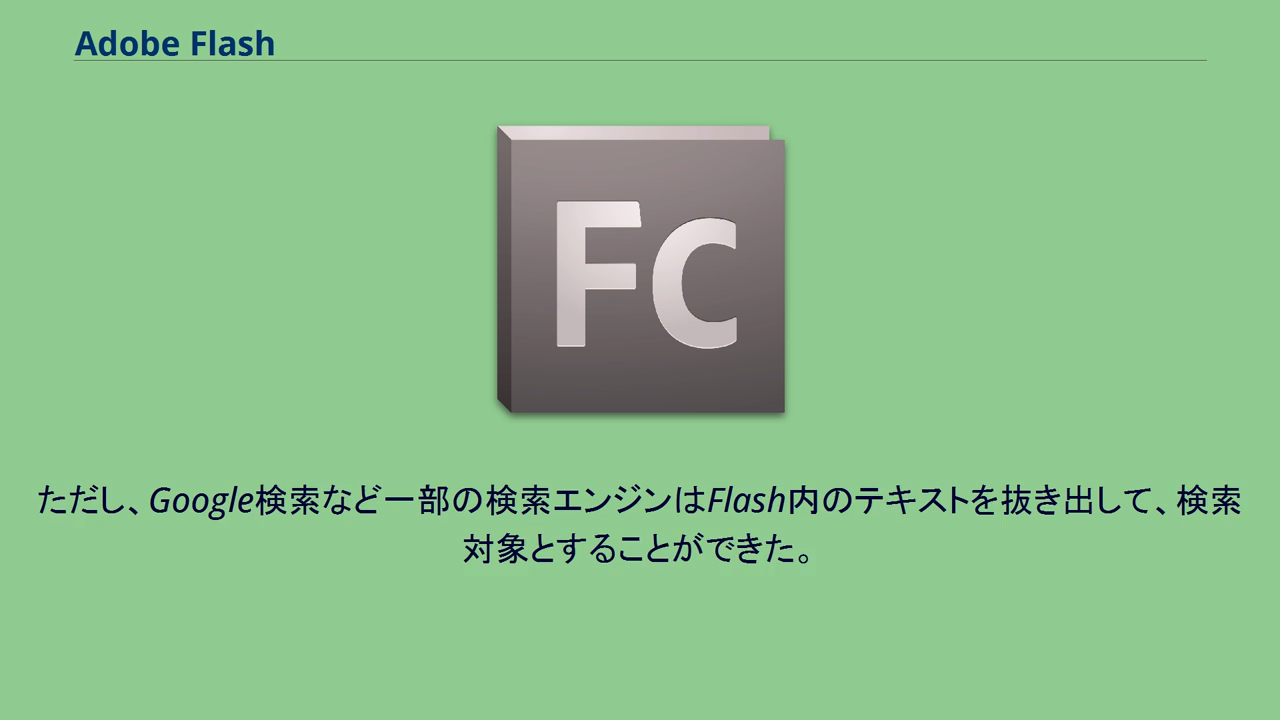 Adobe Flash
Fc
ただし、Google検索など一部の検索エンジンはFlash内のテキストを抜き出して、検索
対象とすることができた。